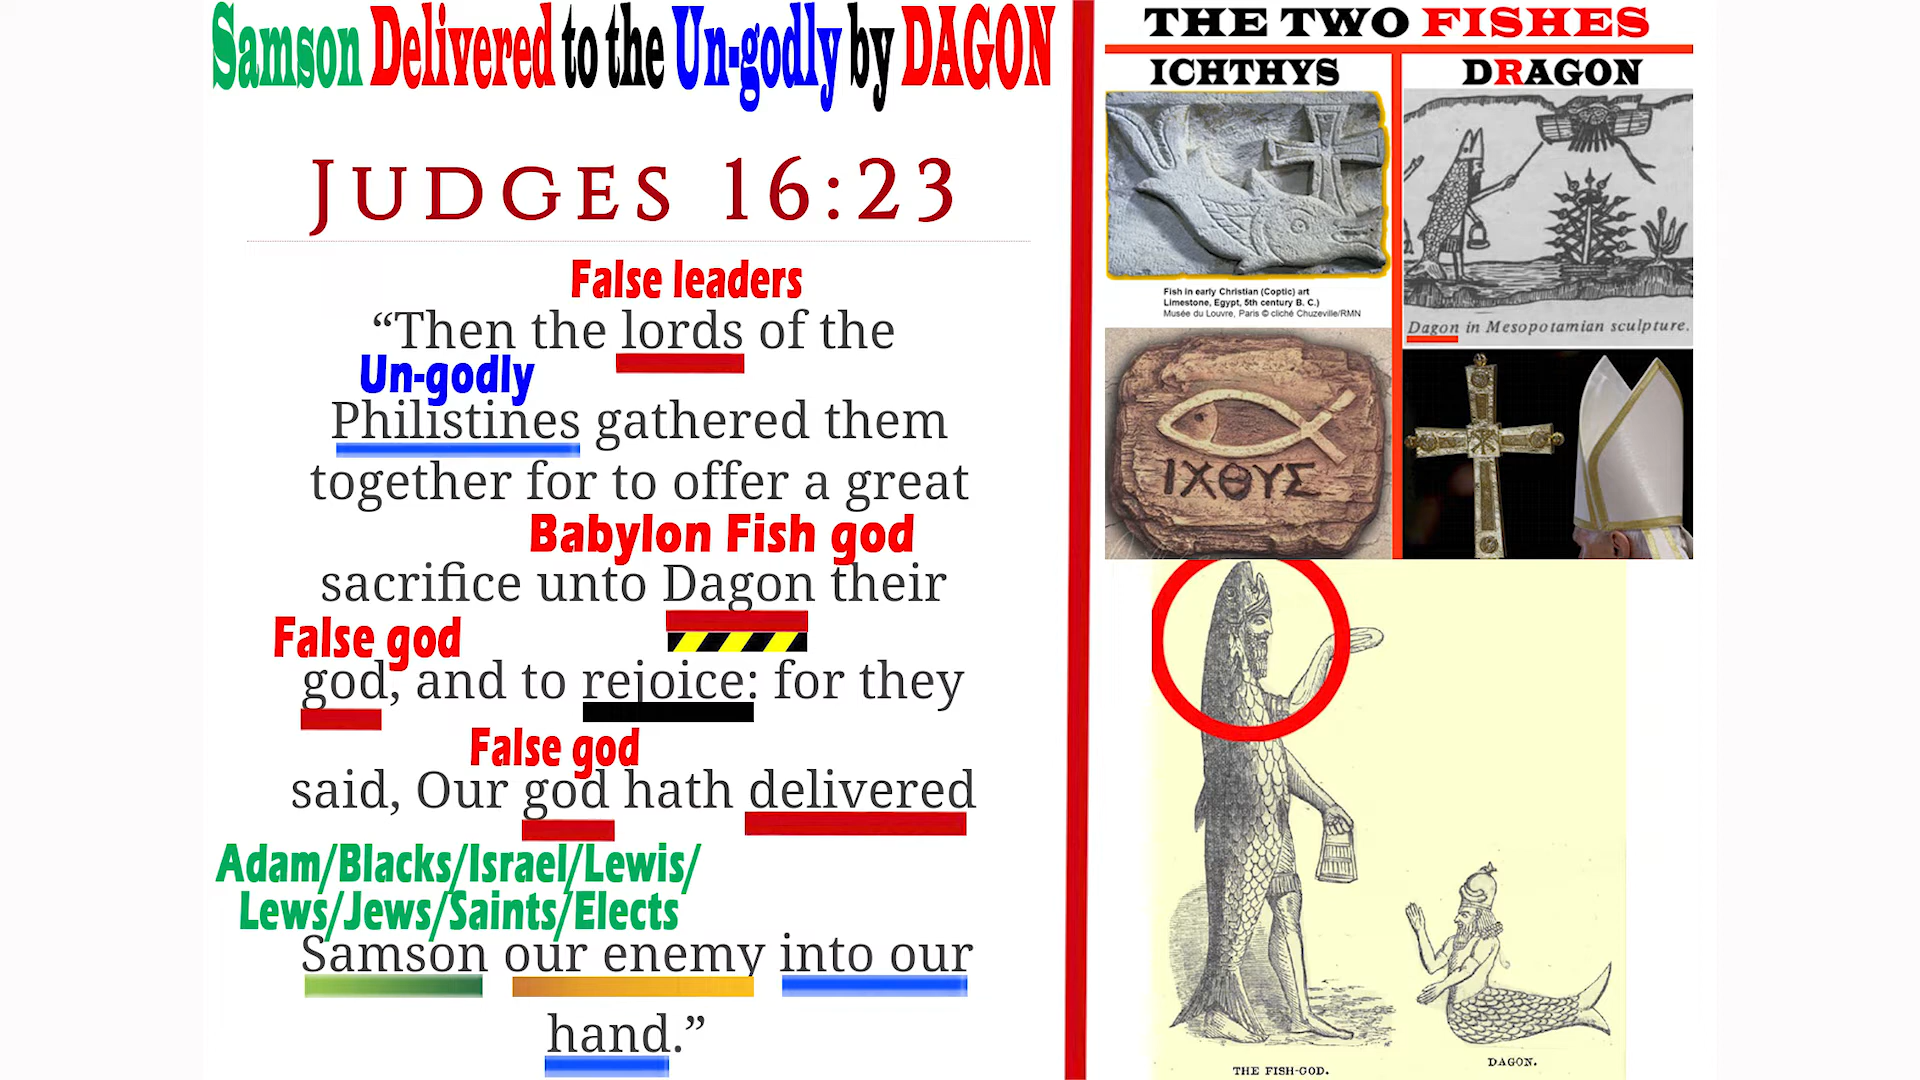 Samson Delivered to the Un-godly by DAGON
JUDGES 16:23
False leaders
“Then the lords of the
Un-godly
Philistines gathered them
together for to offer a great
Babylon Fish god
sacrifice unto Dagon their
False god
god, and to rejoice: for they
False god
said, Our god hath delivered
Adam/Blacks/Israel/Lewis/
Lews/Jews/Saints/Elects
Samson our enemy into our
hand.”
THE TWO FISHES
ICHTHYS
DRAGON
Fish in early Christian (Coptic) art
Limestone, Egypt, 5th century B. C.)
Musée du Louvre, Paris © cliché Chuzeville/RMN
Dagon in Mesopotamian sculpture.
ΙΧΘΥΣ
THE FISH-GOD.
DAGON.